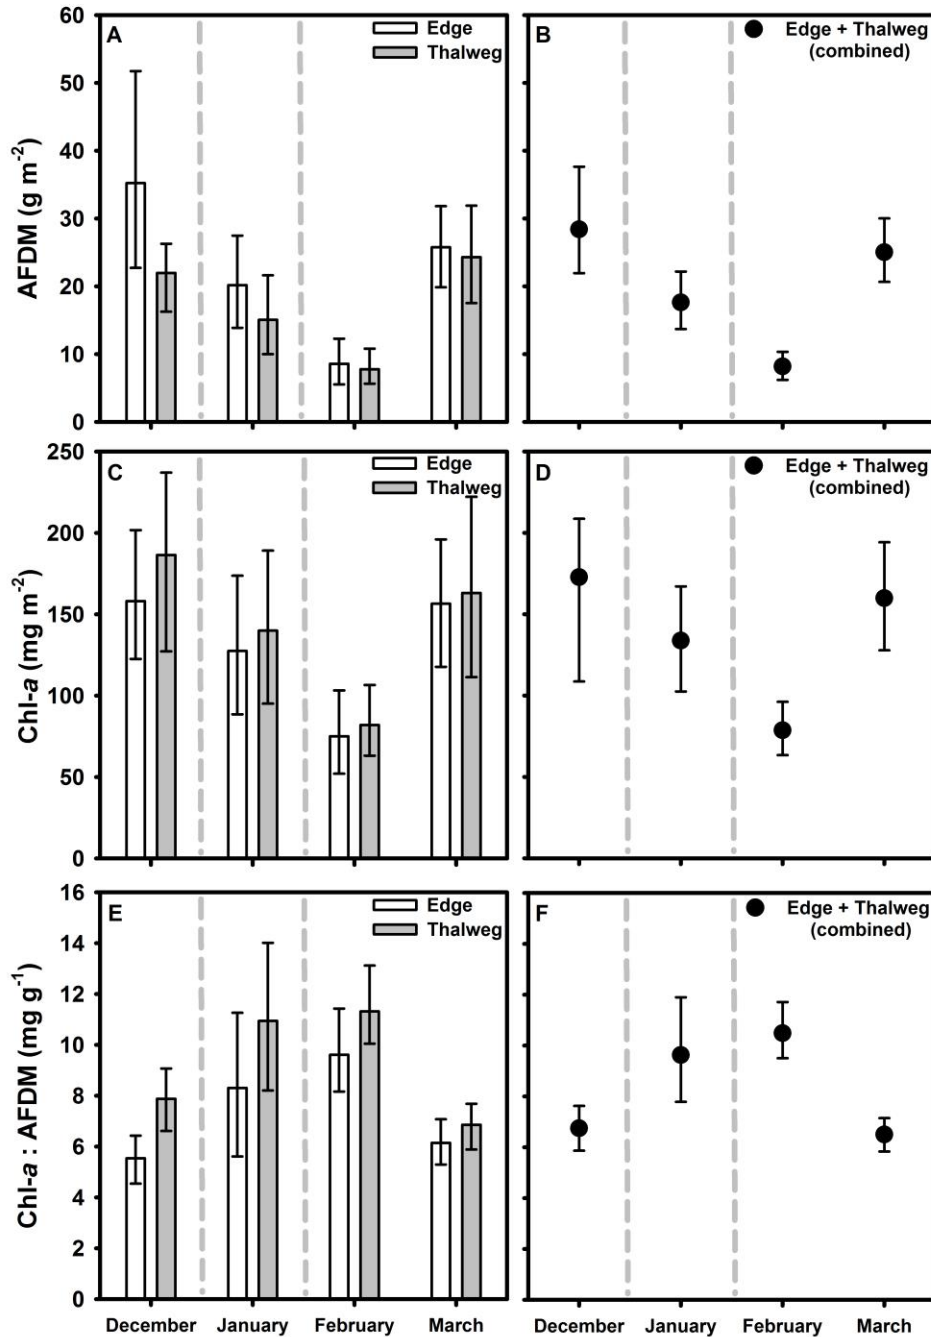 A
Edge
Thalweg
B
Edge + Thalweg
(combined)
AFDM (g m-2)
60
50
40
30
20
10
0
C
Edge
Thalweg
D
Edge + Thalweg
(combined)
Chl-a (mg m-2)
250
200
150
100
50
0
E
Edge
Thalweg
F
Edge + Thalweg
(combined)
Chl-a : AFDM (mg g-1)
16
14
12
10
8
6
4
2
0
December January February March
December January February March